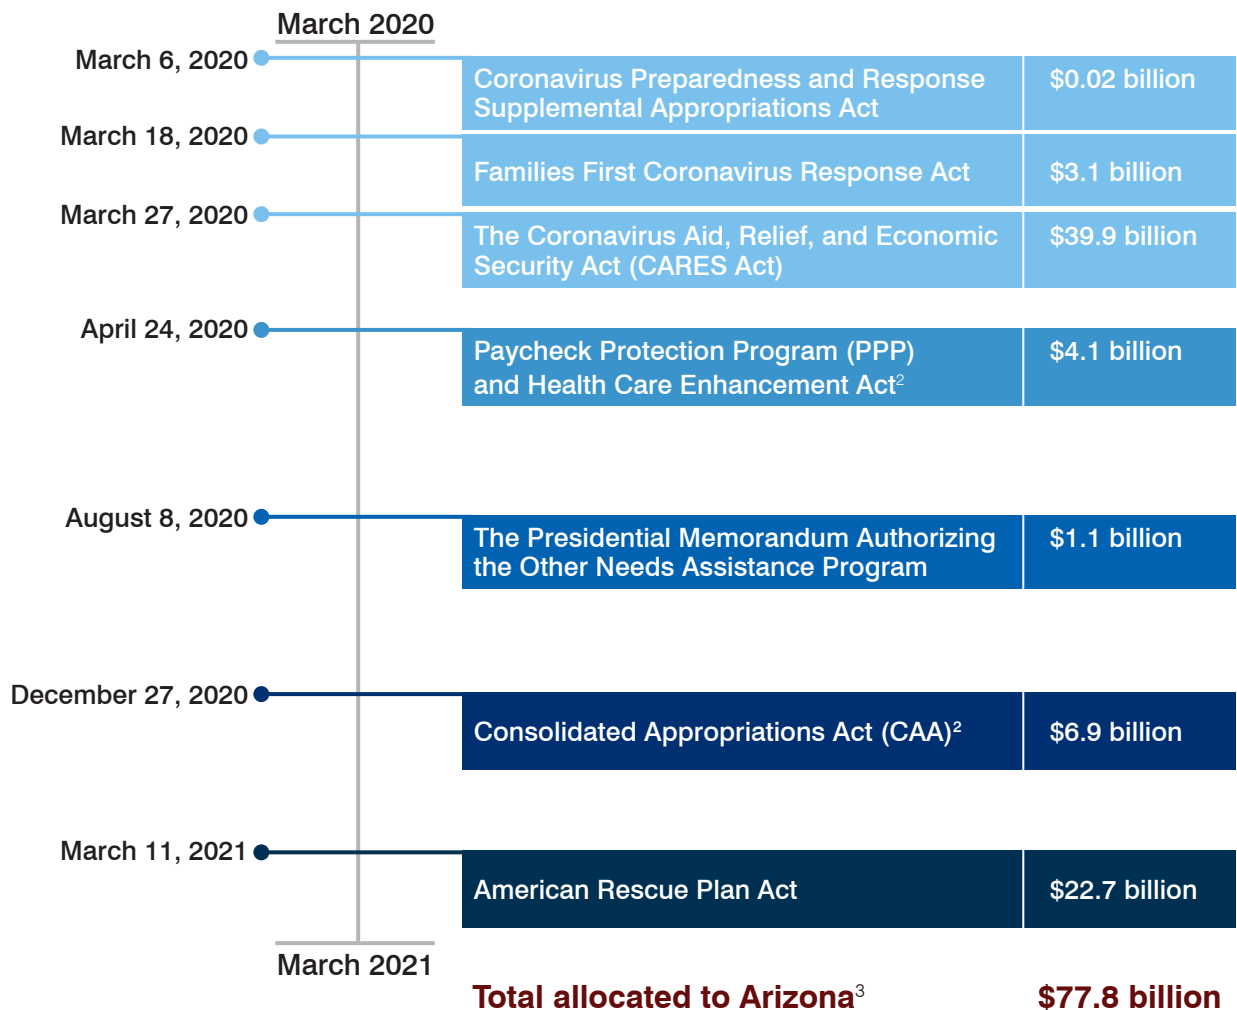 March 2020
March 6, 2020
Coronavirus Preparedness and Response
Supplemental Appropriations Act
$0.02 billion
March 18, 2020
Families First Coronavirus Response Act
$3.1 billion
March 27, 2020
The Coronavirus Aid, Relief, and Economic
Security Act (CARES Act)
$39.9 billion
April 24, 2020
Paycheck Protection Program (PPP)
and Health Care Enhancement Act²
$4.1 billion
August 8, 2020
The Presidential Memorandum Authorizing
the Other Needs Assistance Program
$1.1 billion
December 27, 2020
Consolidated Appropriations Act (CAA)²
$6.9 billion
March 11, 2021
American Rescue Plan Act
$22.7 billion
March 2021
Total allocated to Arizona³
$77.8 billion